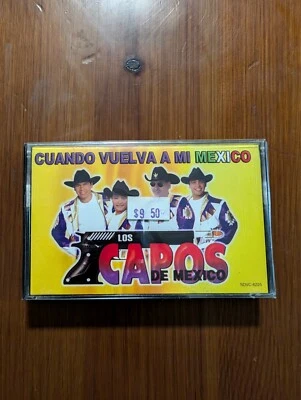 CUANDO VUELVA A MI MEXICO
$9.50
LOS
CAPOS
DE MEXICO